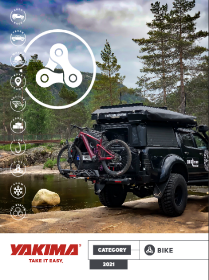 YAKIMA®
TAKE IT EASY.
CATEGORY
BIKE
2021